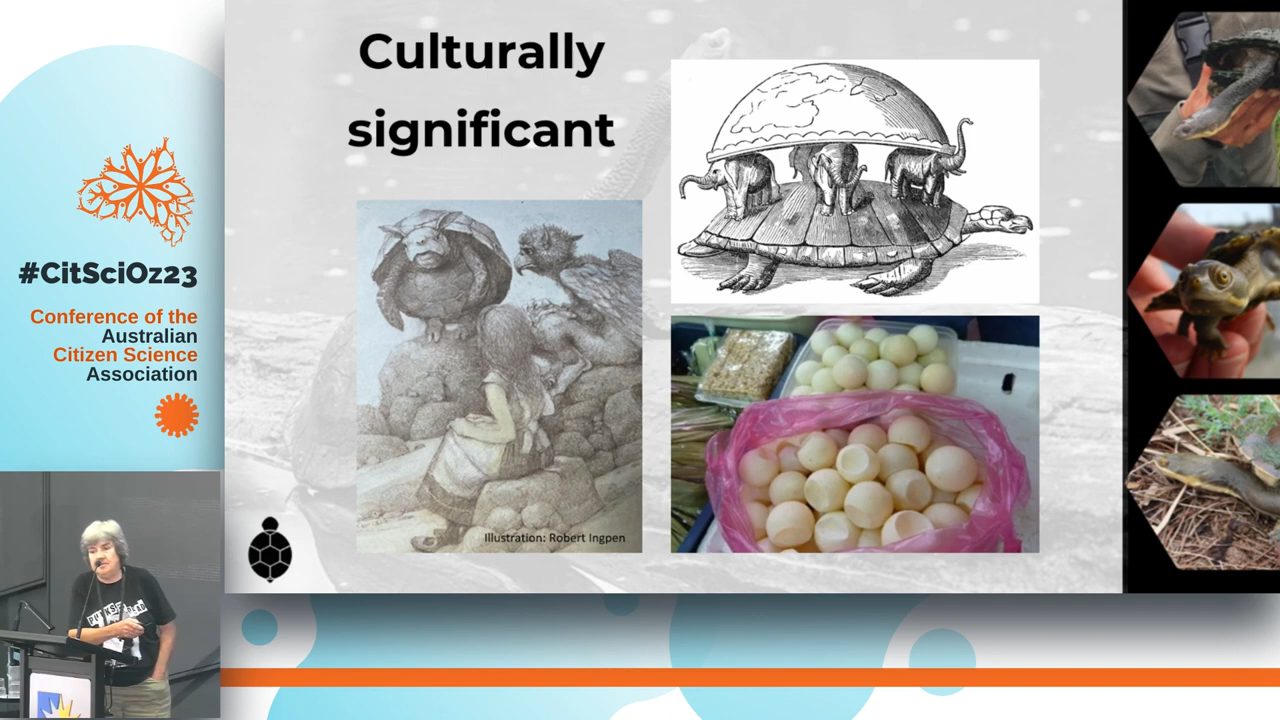 Culturally
significant
#CitSciOz23
Conference of the
Australian
Citizen Science
Association
Illustration: Robert Ingpen